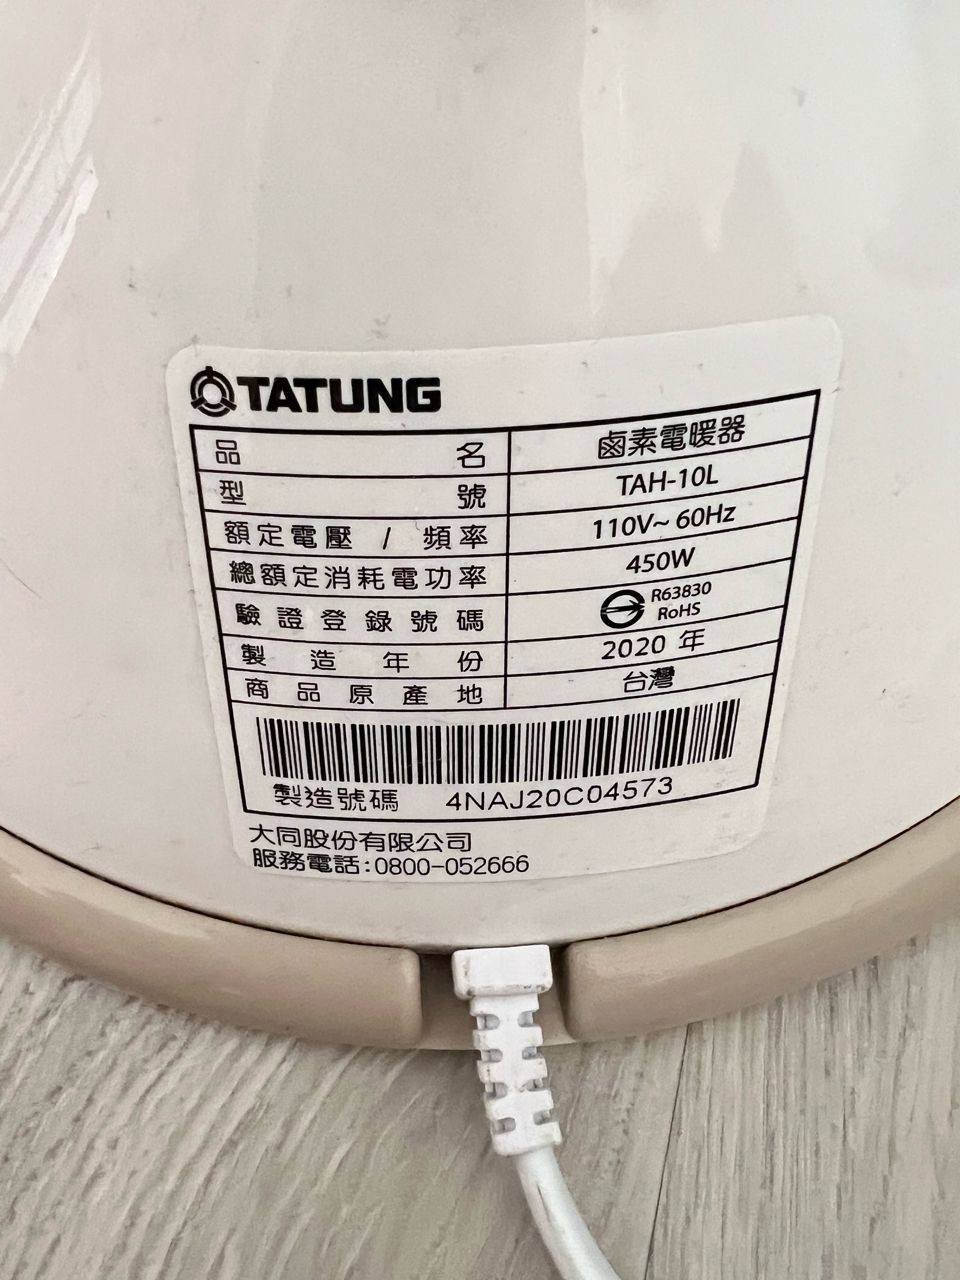 TATUNG
品名 鹵素電暖器
型號 TAH-10L
額定電壓 / 頻率 110V~ 60Hz
總額定消耗電功率 450W
驗證登錄號碼 R63830
RoHS
製造年份 2020 年
商品原產地 台灣
製造號碼 4NAJ20C04573
大同股份有限公司
服務電話:0800-052666